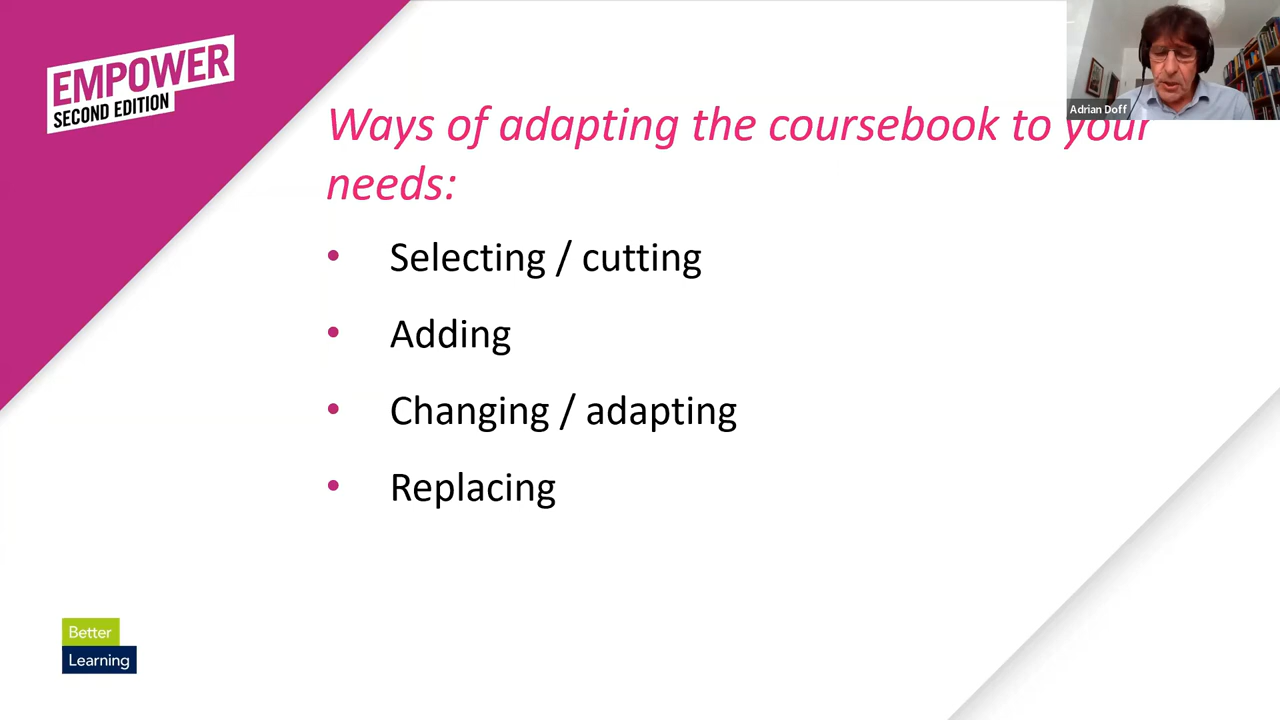 EMPOWER
SECOND EDITION
Adrian Doff
Ways of adapting the coursebook to your
needs:
• Selecting / cutting
• Adding
• Changing / adapting
• Replacing
Better
Learning